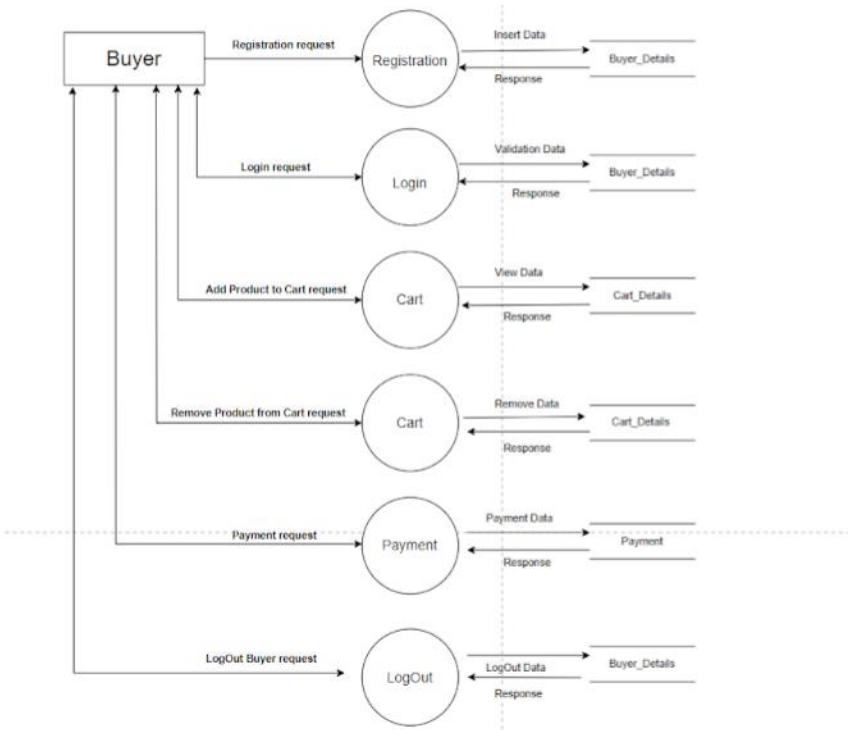 Buyer
Registration request
Registration
Insert Data
Response
Buyer_Details
Login request
Login
Validation Data
Response
Buyer_Details
Add Product to Cart request
Cart
View Data
Response
Cart_Details
Remove Product from Cart request
Cart
Remove Data
Response
Cart_Details
Payment request
Payment
Payment Data
Response
Payment
LogOut Buyer request
LogOut
LogOut Data
Response
Buyer_Details